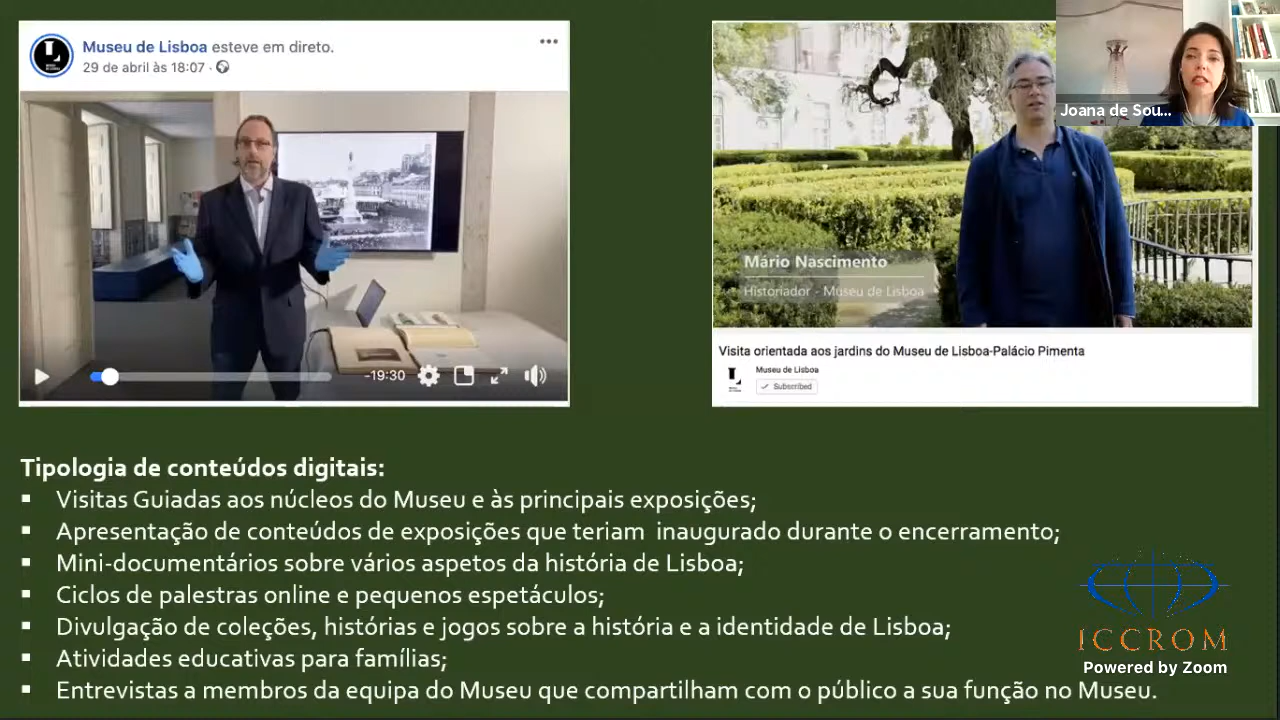 Museu de Lisboa esteve em direto.
29 de abril às 18:07 ·
-19:30
Joana de Sou...
Mário Nascimento
Historiador - Museu de Lisboa
Visita orientada aos jardins do Museu de Lisboa-Palácio Pimenta
Museu de Lisboa
Subscribed
Tipologia de conteúdos digitais:
▪ Visitas Guiadas aos núcleos do Museu e às principais exposições;
▪ Apresentação de conteúdos de exposições que teriam inaugurado durante o encerramento;
▪ Mini-documentários sobre vários aspetos da história de Lisboa;
▪ Ciclos de palestras online e pequenos espetáculos;
▪ Divulgação de coleções, histórias e jogos sobre a história e a identidade de Lisboa;
▪ Atividades educativas para famílias;
▪ Entrevistas a membros da equipa do Museu que compartilham com o público a sua função no Museu.
ICCROM
Powered by Zoom